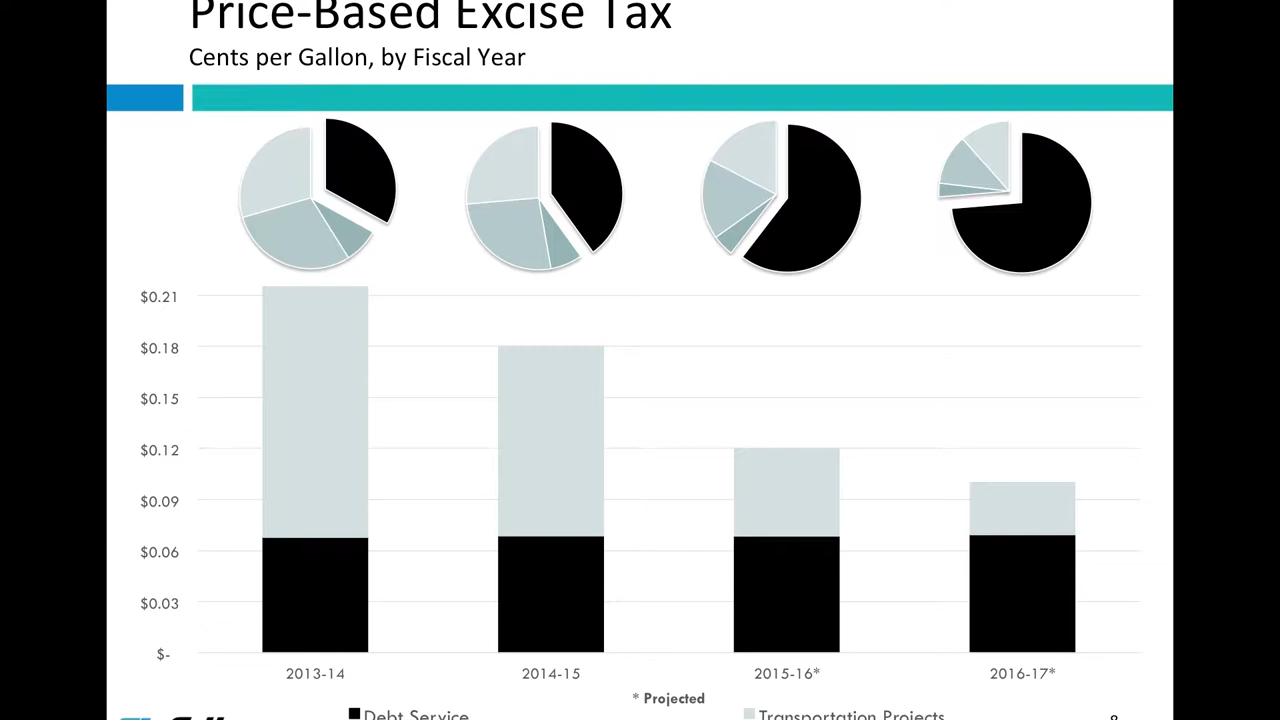 Price-Based Excise Tax
Cents per Gallon, by Fiscal Year
$0.21
$0.18
$0.15
$0.12
$0.09
$0.06
$0.03
$-
2013-14
2014-15
2015-16*
2016-17*
* Projected
Debt Service
Transportation Projects
8